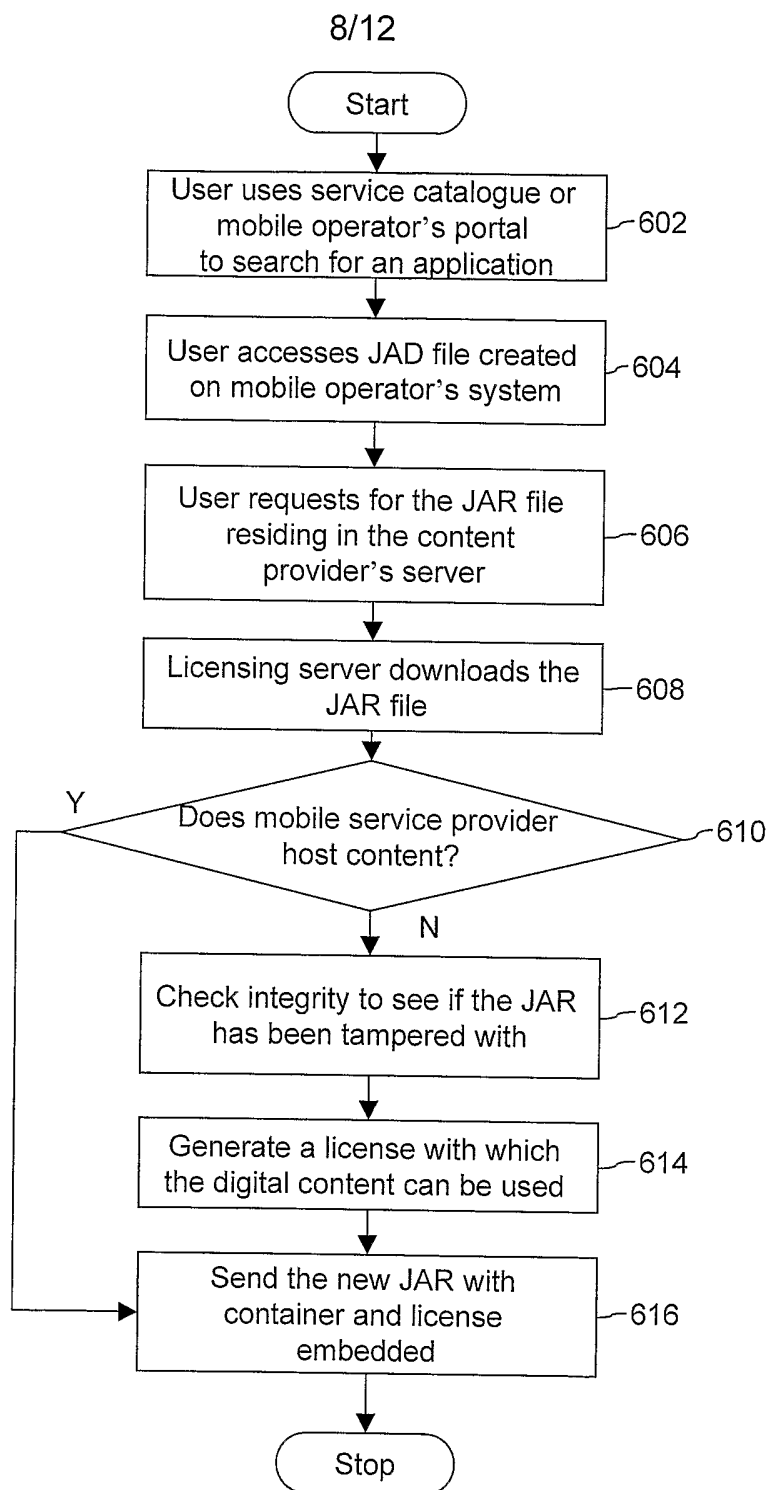 8/12
Start
User uses service catalogue or
mobile operator's portal
to search for an application
602
User accesses JAD file created
on mobile operator's system
604
User requests for the JAR file
residing in the content
provider's server
606
Licensing server downloads the
JAR file
608
Y
Does mobile service provider
host content?
610
N
Check integrity to see if the JAR
has been tampered with
612
Generate a license with which
the digital content can be used
614
Send the new JAR with
container and license
embedded
616
Stop